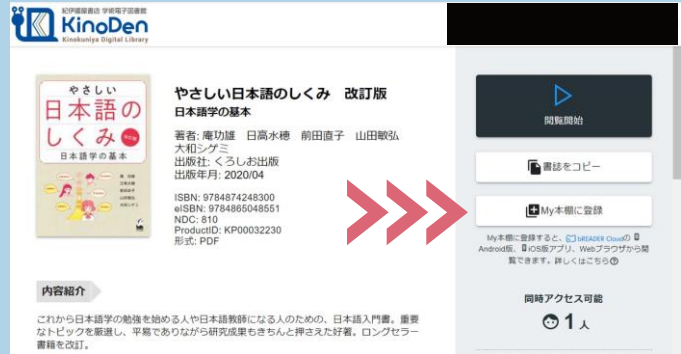 紀伊國屋書店 学術電子図書館
KinoDen
Kinokuniya Digital Library
やさしい
日本語の
しくみ
改訂版
日本語学の基本
やさしい日本語のしくみ 改訂版
日本語学の基本
著者: 庵功雄 日高水穂 前田直子 山田敏弘
大和シゲミ
出版社: くろしお出版
出版年月: 2020/04
ISBN: 9784874248300
eISBN: 9784865048551
NDC: 810
ProductID: KP00032230
形式: PDF
内容紹介
これから日本語学の勉強を始める人や日本語教師になる人のための、日本語入門書。重要
なトピックを厳選し、平易でありながら研究成果もきちんと押さえた好著。ロングセラー
書籍を改訂。
閲覧開始
書誌をコピー
My本棚に登録
My本棚に登録すると、bREADER Cloudの
Android版、iOS版アプリ、Webブラウザから閲
覧できます。詳しくはこちら
同時アクセス可能
1人